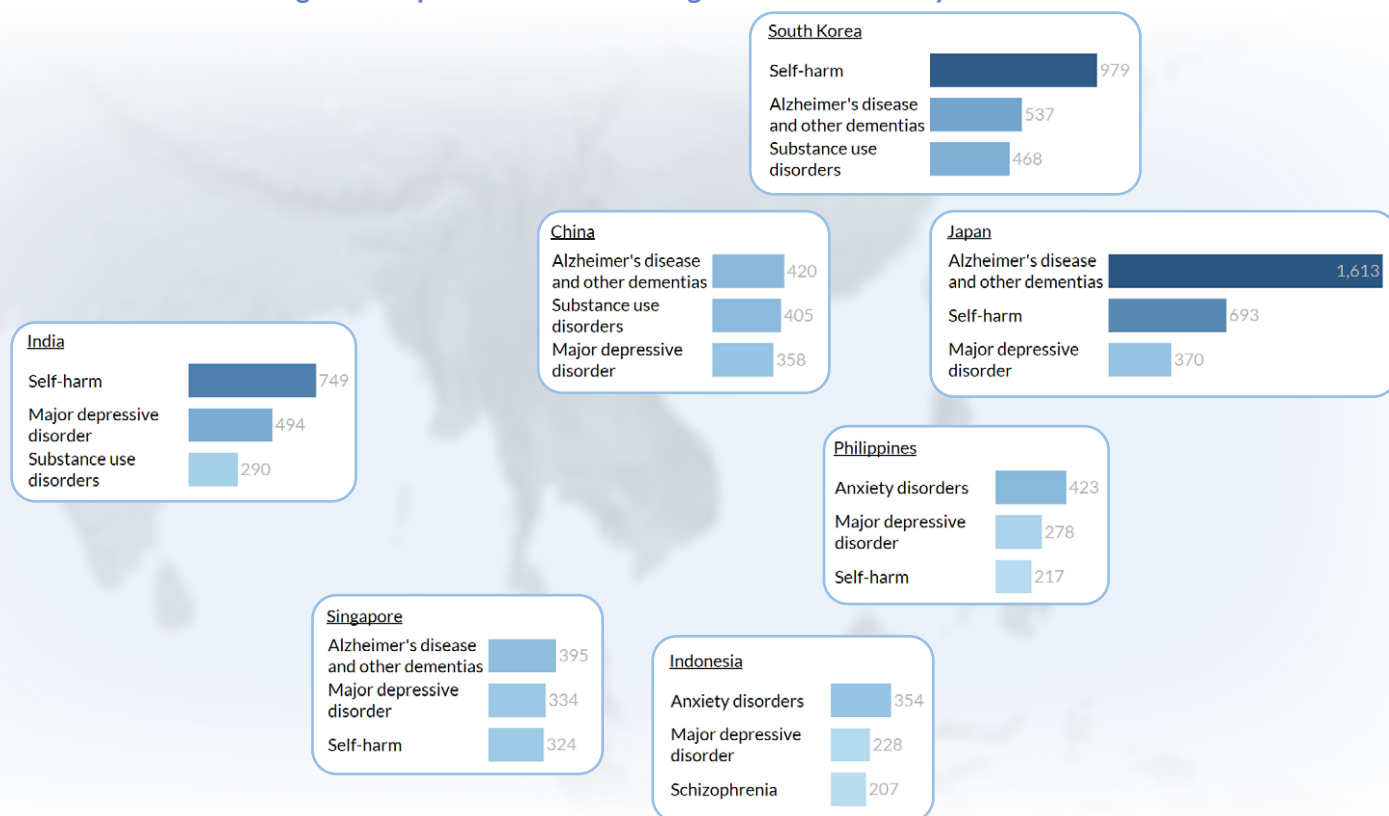 South Korea
Self-harm
979
Alzheimer's disease
and other dementias
537
Substance use
disorders
468
China
Alzheimer's disease
and other dementias
420
Substance use
disorders
405
Major depressive
disorder
358
Japan
Alzheimer's disease
and other dementias
1,613
Self-harm
693
Major depressive
disorder
370
India
Self-harm
749
Major depressive
disorder
494
Substance use
disorders
290
Philippines
Anxiety disorders
423
Major depressive
disorder
278
Self-harm
217
Singapore
Alzheimer's disease
and other dementias
395
Major depressive
disorder
334
Self-harm
324
Indonesia
Anxiety disorders
354
Major depressive
disorder
228
Schizophrenia
207